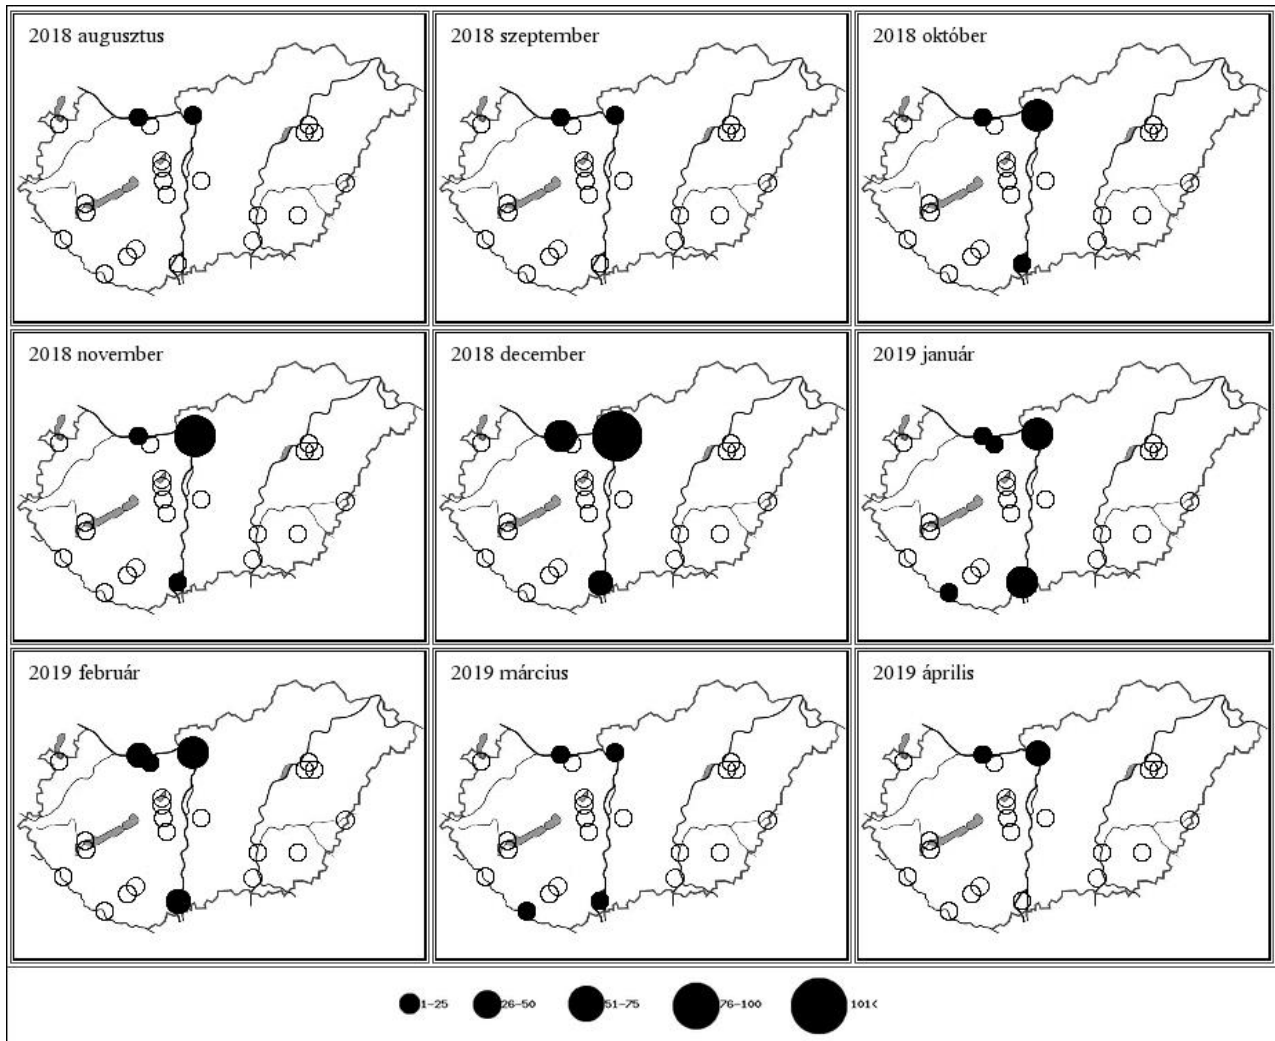 2018 augusztus
2018 szeptember
2018 október
2018 november
2018 december
2019 január
2019 február
2019 március
2019 április
1-25
26-50
51-75
76-100
101<